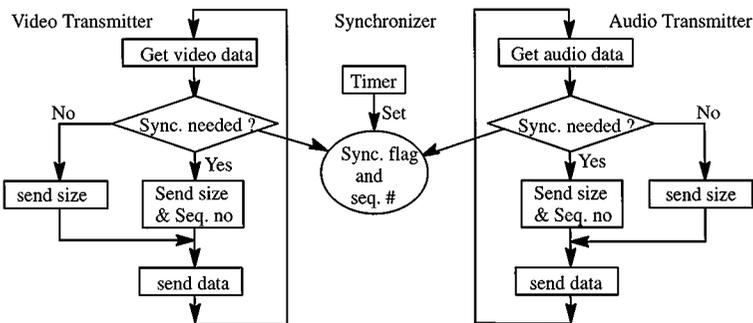 Video Transmitter
Synchronizer
Audio Transmitter
Get video data
Timer
Get audio data
Set
No
Sync. needed ?
Yes
Sync. flag
and
seq. #
Sync. needed ?
No
Yes
send size
Send size
& Seq. no
Send size
& Seq. no
send size
send data
send data